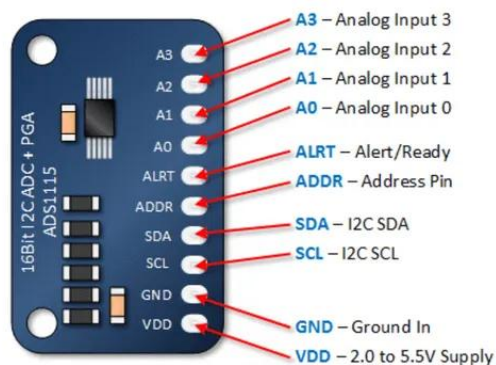 A3
A2
A1
A0
ALRT
ADDR
SDA
SCL
GND
VDD
16Bit I2C ADC + PGA
ADS1115
A3 – Analog Input 3
A2 – Analog Input 2
A1 – Analog Input 1
A0 – Analog Input 0
ALRT – Alert/Ready
ADDR – Address Pin
SDA – I2C SDA
SCL – I2C SCL
GND – Ground In
VDD – 2.0 to 5.5V Supply